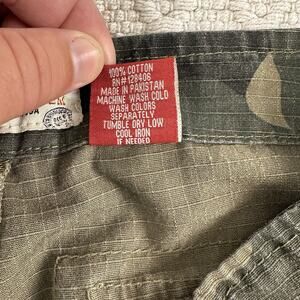 100% COTTON
RN#128406
MADE IN PAKISTAN
MACHINE WASH COLD
WASH COLORS
SEPARATELY
TUMBLE DRY LOW
COOL IRON
IF NEEDED